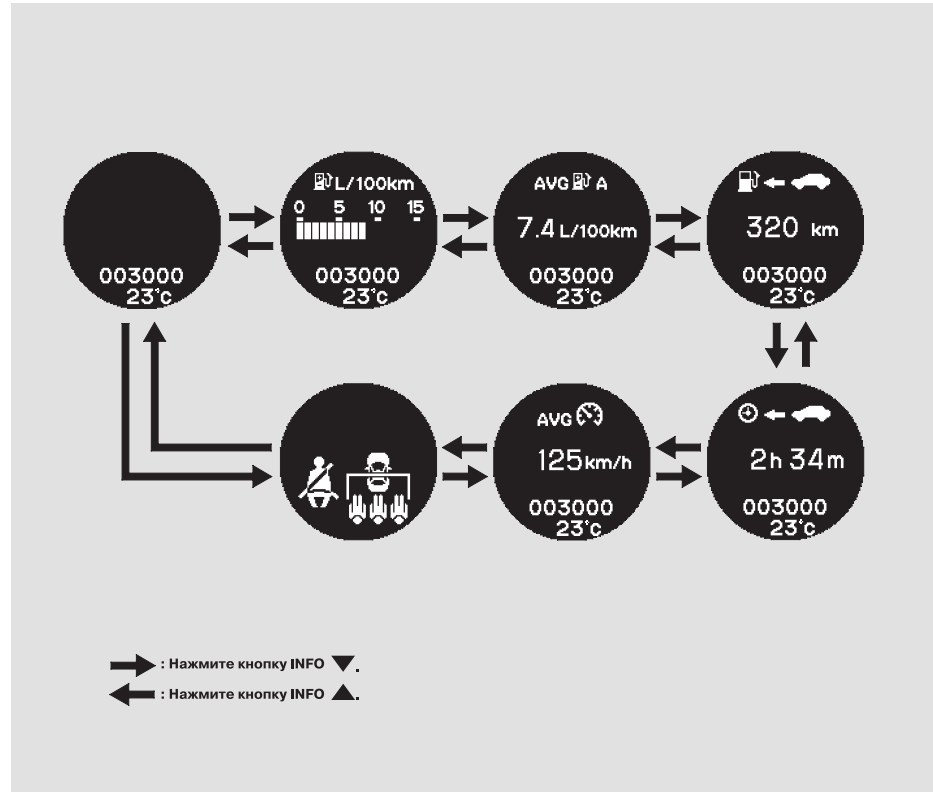 003000
23°c
L/100km
0 5 10 15
003000
23°c
AVG A
7.4 L/100km
003000
23°c
320 km
003000
23°c
AVG
125km/h
003000
23°c
2h 34m
003000
23°c
: Нажмите кнопку INFO ▼.
: Нажмите кнопку INFO ▲.